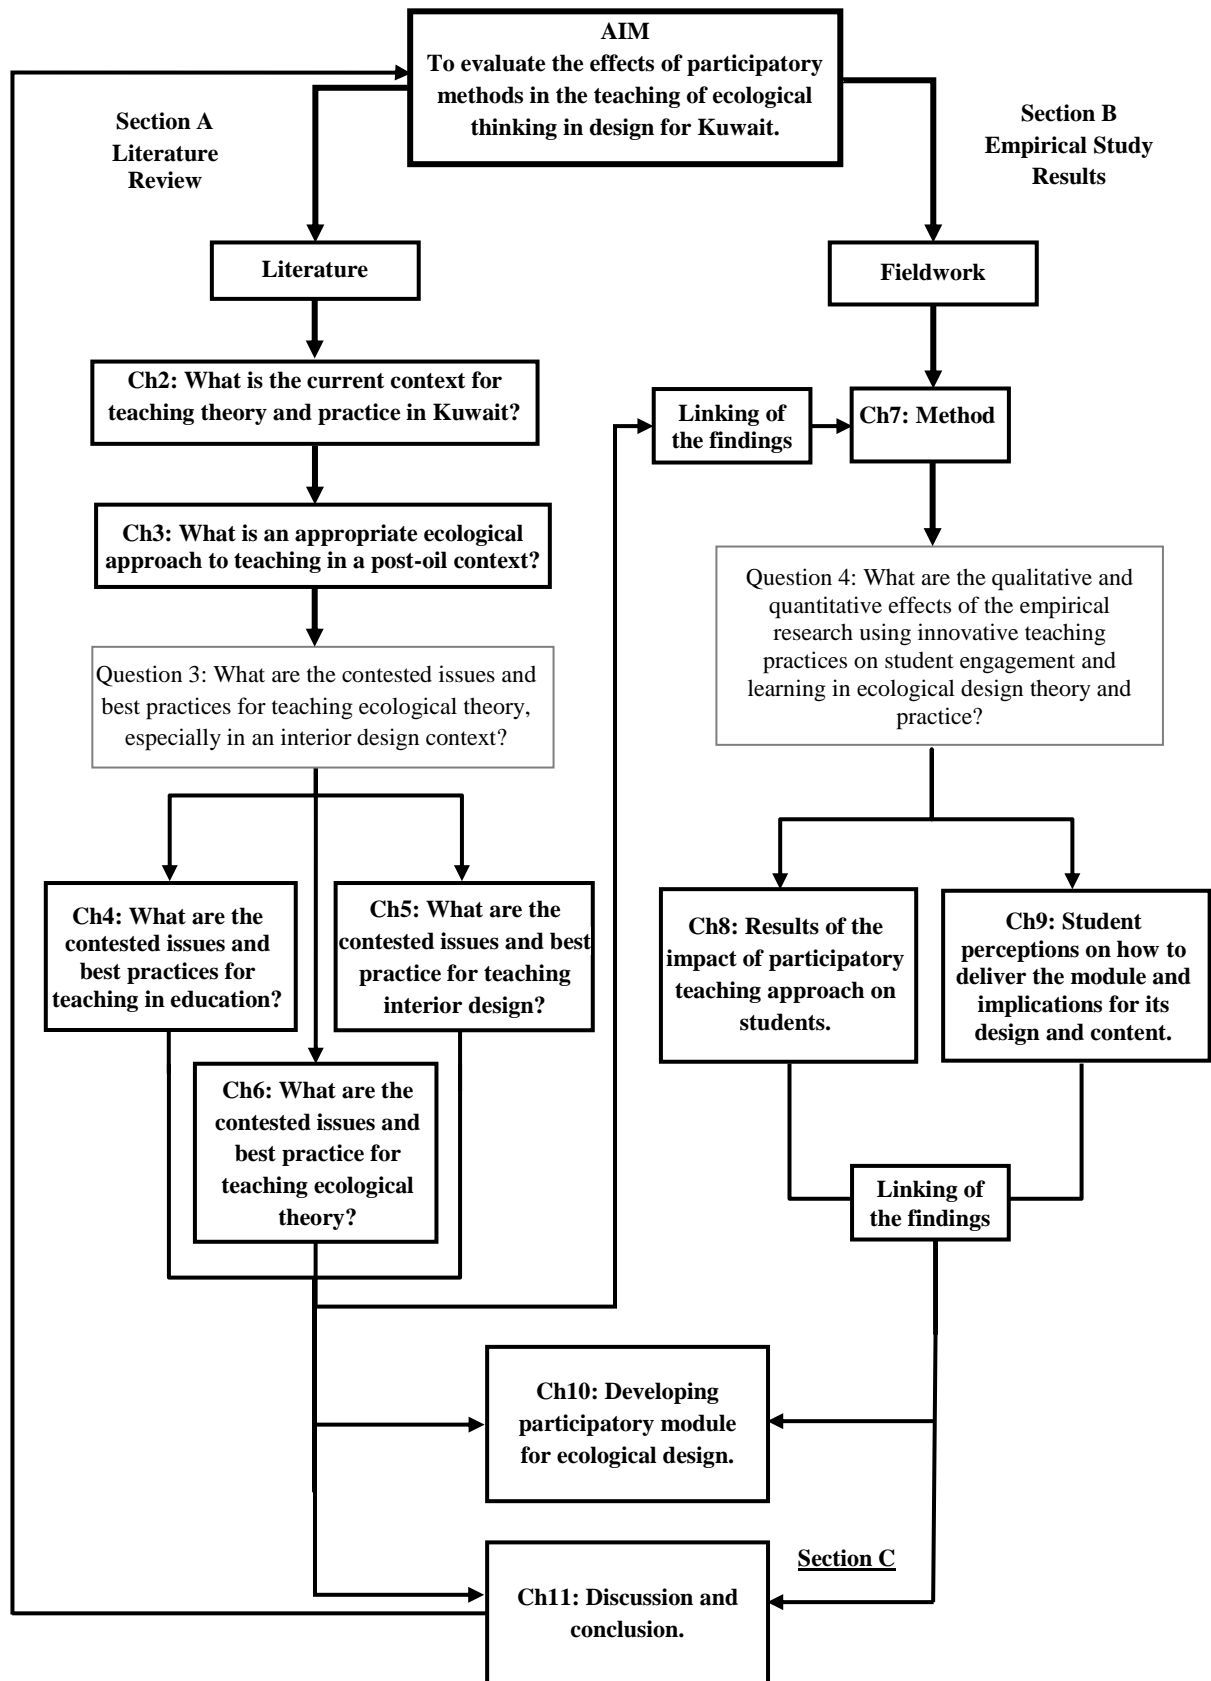 AIM
To evaluate the effects of participatory
methods in the teaching of ecological
thinking in design for Kuwait.
Section A
Literature
Review
Section B
Empirical Study
Results
Literature
Fieldwork
Ch2: What is the current context for
teaching theory and practice in Kuwait?
Linking of
the findings
Ch7: Method
Ch3: What is an appropriate ecological
approach to teaching in a post-oil context?
Question 3: What are the contested issues and
best practices for teaching ecological theory,
especially in an interior design context?
Question 4: What are the qualitative and
quantitative effects of the empirical
research using innovative teaching
practices on student engagement and
learning in ecological design theory and
practice?
Ch4: What are the
contested issues and
best practices for
teaching in education?
Ch5: What are the
contested issues and best
practice for teaching
interior design?
Ch8: Results of the
impact of participatory
teaching approach on
students.
Ch9: Student
perceptions on how to
deliver the module and
implications for its
design and content.
Ch6: What are the
contested issues and
best practice for
teaching ecological
theory?
Linking of
the findings
Ch10: Developing
participatory module
for ecological design.
Section C
Ch11: Discussion and
conclusion.